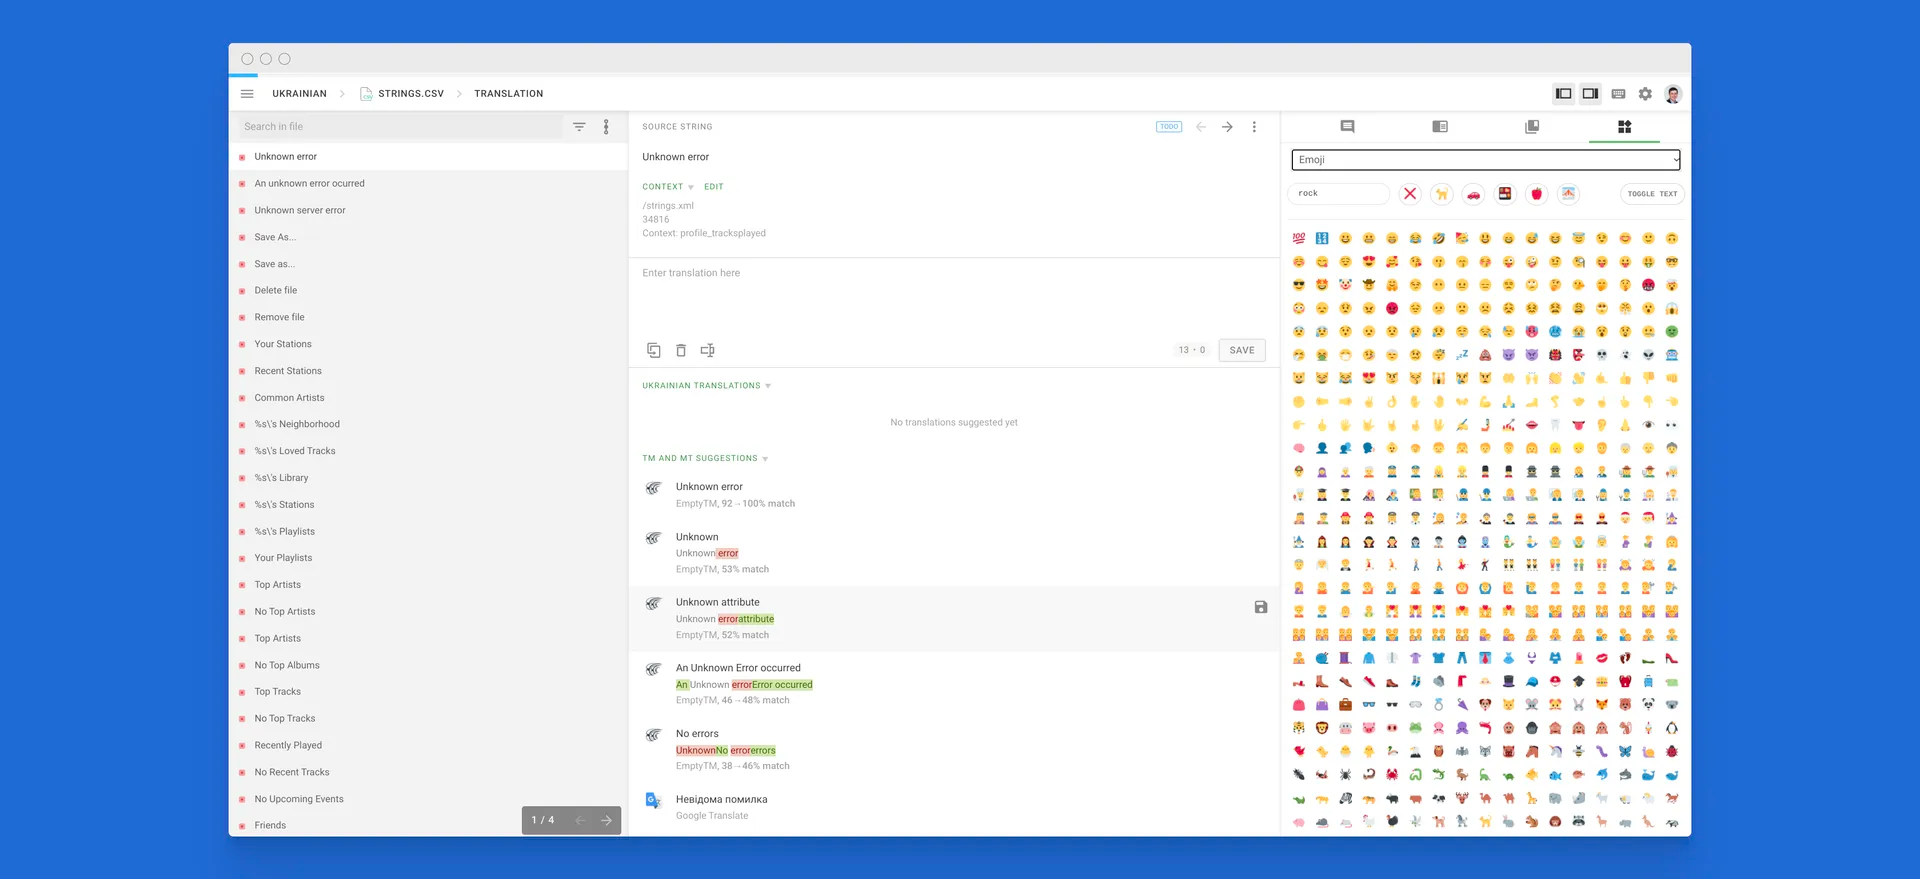 UKRAINIAN
STRINGS.CSV
TRANSLATION
Search in file
Unknown error
An unknown error ocurred
Unknown server error
Save As...
Save as...
Delete file
Remove file
Your Stations
Recent Stations
Common Artists
%s\'s Neighborhood
%s\'s Loved Tracks
%s\'s Library
%s\'s Stations
%s\'s Playlists
Your Playlists
Top Artists
No Top Artists
Top Artists
No Top Albums
Top Tracks
No Top Tracks
Recently Played
No Recent Tracks
No Upcoming Events
Friends
1 / 4
SOURCE STRING
TODO
Unknown error
CONTEXT
EDIT
/strings.xml
34816
Context: profile_tracksplayed
Enter translation here
13 • 0
SAVE
UKRAINIAN TRANSLATIONS
No translations suggested yet
TM AND MT SUGGESTIONS
Unknown error
EmptyTM, 92→100% match
Unknown
Unknown error
EmptyTM, 53% match
Unknown attribute
Unknown errorattribute
EmptyTM, 52% match
An Unknown Error occurred
An Unknown errorError occurred
EmptyTM, 46→48% match
No errors
UnknownNo errorerrors
EmptyTM, 38→46% match
Невідома помилка
Google Translate
Emoji
rock
TOGGLE TEXT